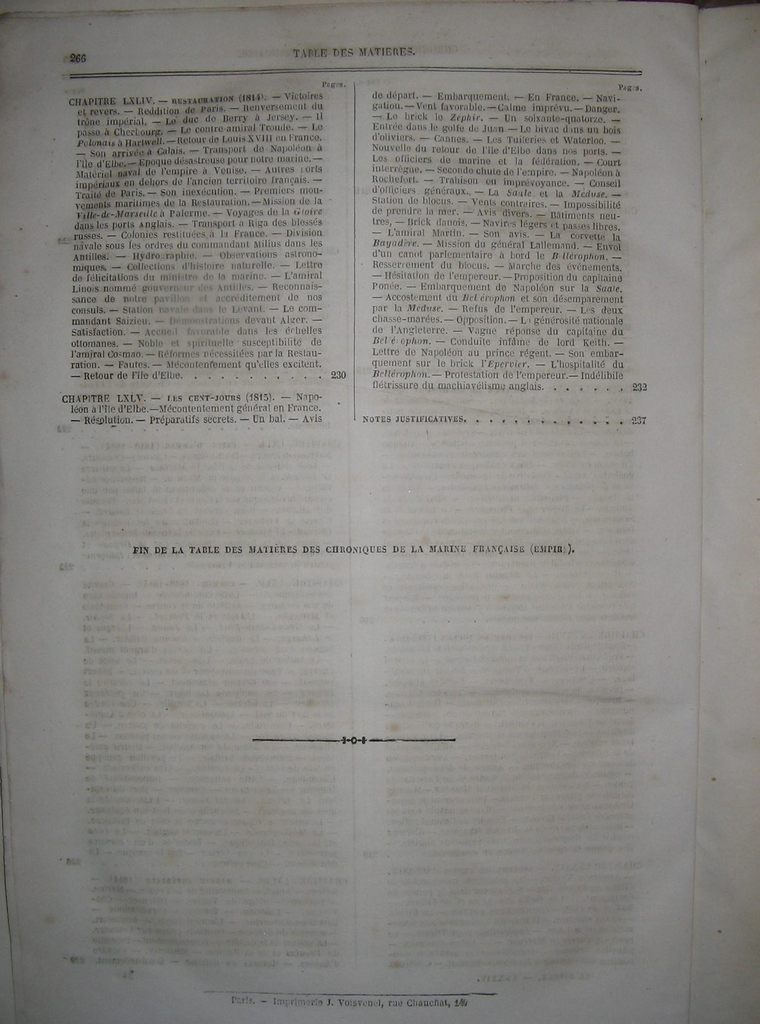 266
TABLE DES MATIÈRES.
Pages.
CHAPITRE LXLIV. — RESTAURATION (1814). — Victoires
et revers. — Reddition de Paris. — Renversement du
trône impérial. — Le duc de Berry à Jersey. — Il
passe à Cherbourg. — Le contre-amiral Troude. — Le
Polonais à Hartwell. — Retour de Louis XVIII en France.
— Son arrivée à Calais. — Transport de Napoléon à
l'île d'Elbe. — Époque désastreuse pour notre marine. —
Matériel naval de l'empire à Venise. — Autres ports
impériaux en dehors de l'ancien territoire français. —
Traité de Paris. — Son inexécution. — Premiers mou-
vements maritimes de la Restauration. — Mission de la
Ville-de-Marseille à Palerme. — Voyages de la Gloire
dans les ports Anglais. — Transport à Riga des blessés
russes. — Colonies restituées à la France. — Division
navale sous les ordres du commandant Milius dans les
Antilles. — Hydrographie. — Observations astrono-
miques. — Collections d'histoire naturelle. — Lettre
de félicitations du ministre de la marine. — L'amiral
Linois nommé gouverneur des Antilles. — Reconnais-
sance de notre pavillon et accréditement de nos
consuls. — Station navale dans le Levant. — Le com-
mandant Saizieu. — Démonstrations devant Alger. —
Satisfaction. — Accueil favorable dans les échelles
ottomanes. — Noble et spirituelle susceptibilité de
l'amiral Cosmao. — Réformes nécessitées par la Restau-
ration. — Fautes. — Mécontentement qu'elles excitent.
— Retour de l'île d'Elbe. . . . . . . . . . . . 230
CHAPITRE LXLV. — LES CENT-JOURS (1815). — Napo-
léon à l'île d'Elbe. — Mécontentement général en France.
— Résolution. — Préparatifs secrets. — Un bal. — Avis
Pages.
de départ. — Embarquement. — En France. — Navi-
gation. — Vent favorable. — Calme imprévu. — Danger.
— Le brick le Zéphir. — Un soixante-quatorze. —
Entrée dans le golfe de Juan — Le bivac dans un bois
d'oliviers. — Cannes. — Les Tuileries et Waterloo. —
Nouvelle du retour de l'île d'Elbe dans nos ports. —
Les officiers de marine et la fédération. — Court
interrègne. — Seconde chute de l'empire. — Napoléon à
Rochefort. — Trahison ou imprévoyance. — Conseil
d'officiers généraux. — La Saale et la Méduse. —
Station de blocus. — Vents contraires. — Impossibilité
de prendre la mer. — Avis divers. — Bâtiments neu-
tres. — Brick danois. — Navires légers et passes libres.
— L'amiral Martin. — Son avis. — La corvette la
Bayadère. — Mission du général Lallemand. — Envoi
d'un canot parlementaire à bord le Bellérophon. —
Resserrement du blocus. — Marche des événements.
— Hésitation de l'empereur. — Proposition du capitaine
Ponée. — Embarquement de Napoléon sur la Saale.
— Accostement du Bellérophon et son désemparement
par la Méduse. — Refus de l'empereur. — Les deux
chasse-marées. — Opposition. — La générosité nationale
de l'Angleterre. — Vague réponse du capitaine du
Bellérophon. — Conduite infâme de lord Keith. —
Lettre de Napoléon au prince régent. — Son embar-
quement sur le brick l'Epervier. — L'hospitalité du
Bellérophon. — Protestation de l'empereur. — Indélibile
flétrissure du machiavélisme anglais. . . . . . . 232
NOTES JUSTIFICATIVES. . . . . . . . . . . . . 237
FIN DE LA TABLE DES MATIÈRES DES CHRONIQUES DE LA MARINE FRANÇAISE (EMPIRE).
Paris. — Imprimerie J. Voisvenel, rue Chauchat,